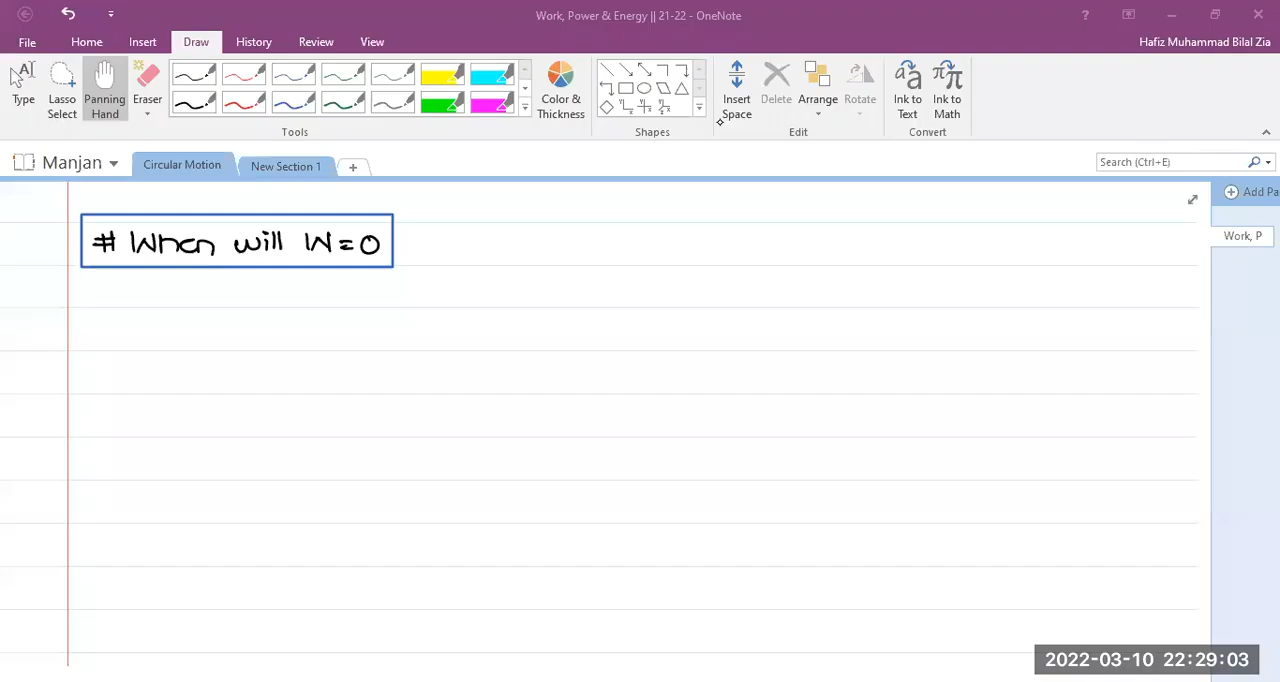 Work, Power & Energy || 21-22 - OneNote
?
File Home Insert Draw History Review View
Hafiz Muhammad Bilal Zia
Type
Lasso Select
Panning Hand
Eraser
Color & Thickness
Insert Space
Delete
Arrange
Rotate
Ink to Text
Ink to Math
Tools
Shapes
Edit
Convert
Manjan
Circular Motion
New Section 1
+
Search (Ctrl+E)
Add Pa
Work, P
# When will W = 0
2022-03-10 22:29:03